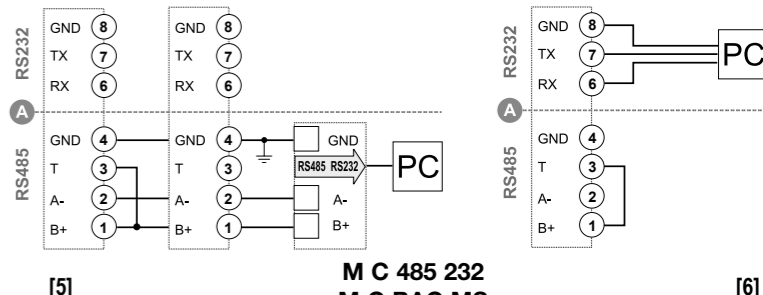 RS232
GND 8 GND 8
TX 7 TX 7
RX 6 RX 6
A
RS485
GND 4 GND 4 GND
T 3 T 3 RS485 RS232 PC
A- 2 A- 2 A-
B+ 1 B+ 1 B+
[5]
M C 485 232
RS232
GND 8
TX 7 PC
RX 6
A
RS485
GND 4
T 3
A- 2
B+ 1
[6]